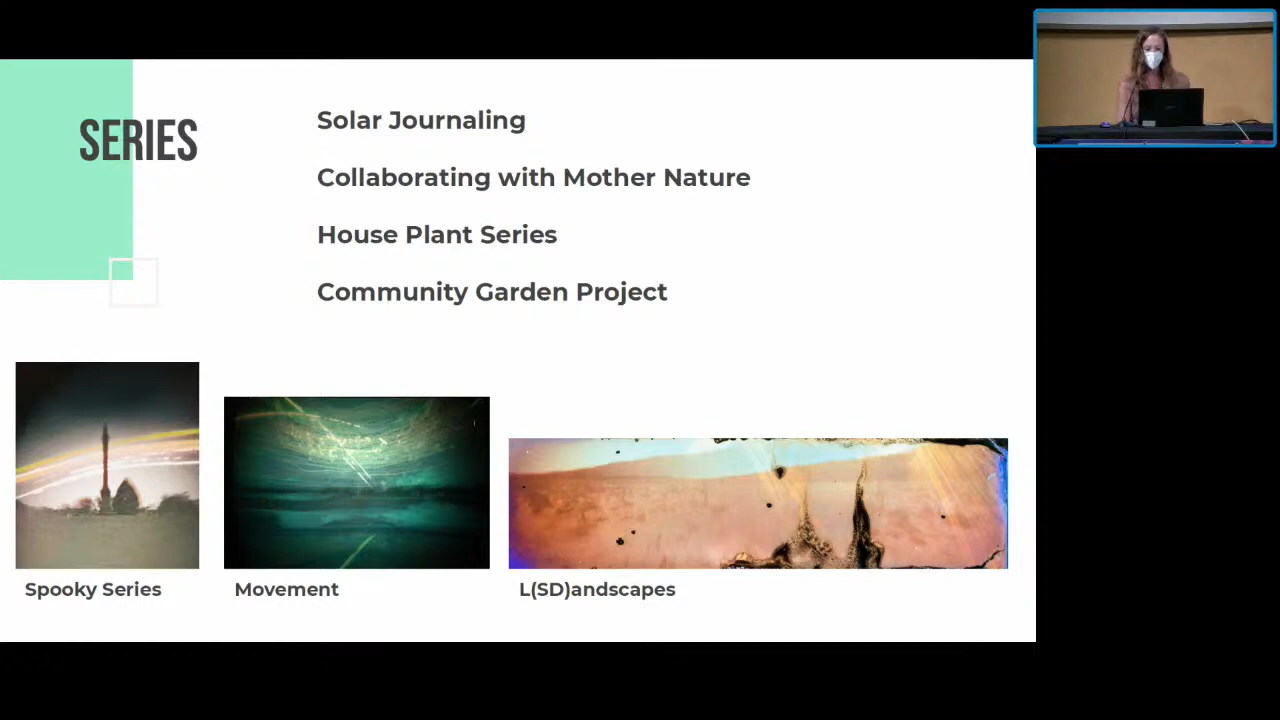 SERIES
Solar Journaling
Collaborating with Mother Nature
House Plant Series
Community Garden Project
Spooky Series
Movement
L(SD)andscapes